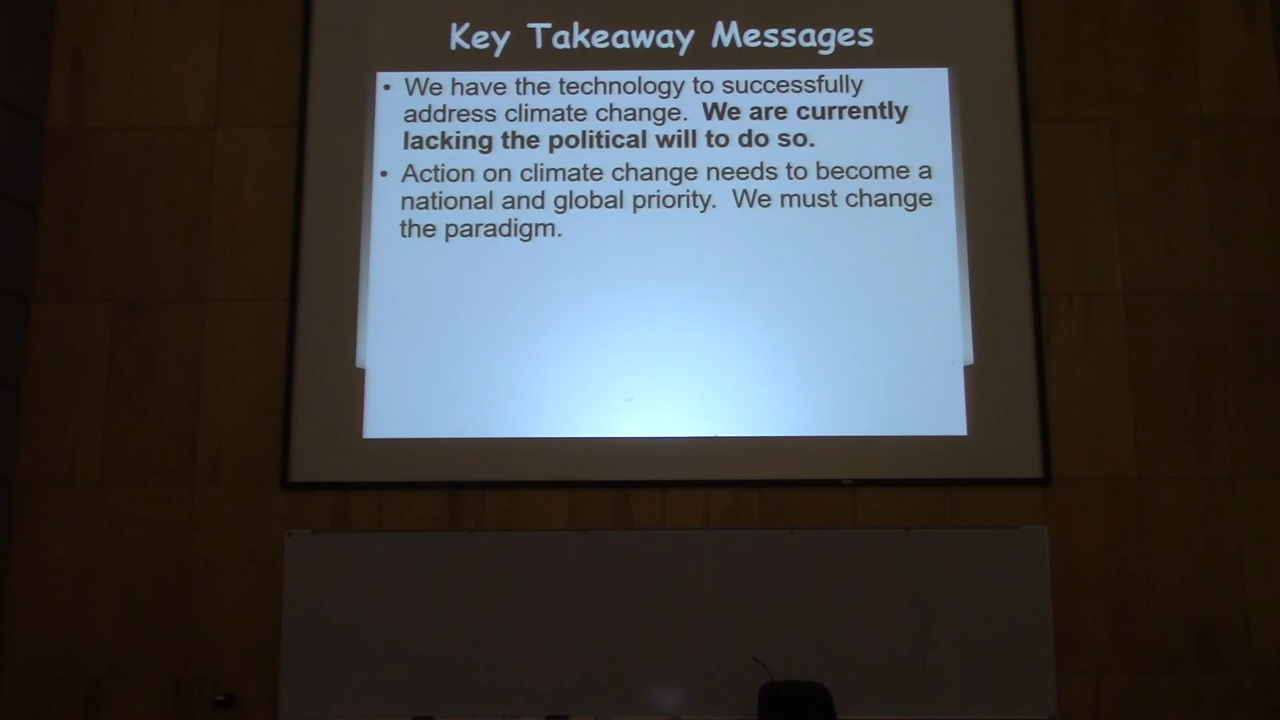 Key Takeaway Messages
• We have the technology to successfully
address climate change. We are currently
lacking the political will to do so.
• Action on climate change needs to become a
national and global priority. We must change
the paradigm.